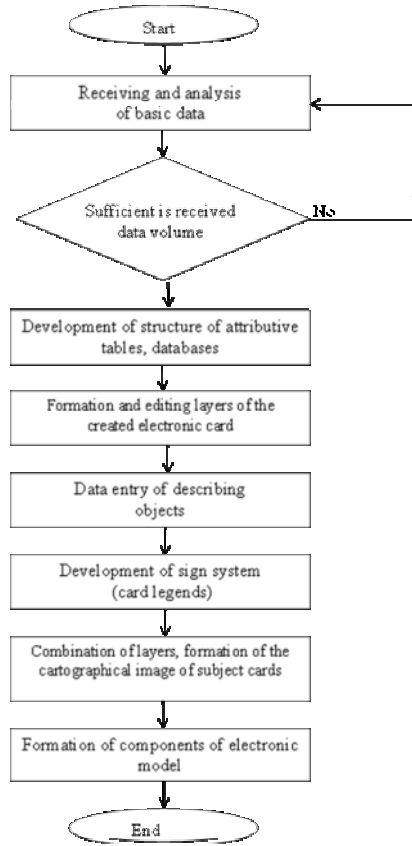 Start
Receiving and analysis
of basic data
Sufficient is received
data volume
No
Development of structure of attributive
tables, databases
Formation and editing layers of the
created electronic card
Data entry of describing
objects
Development of sign system
(card legends)
Combination of layers, formation of the
cartographical image of subject cards
Formation of components of electronic
model
End